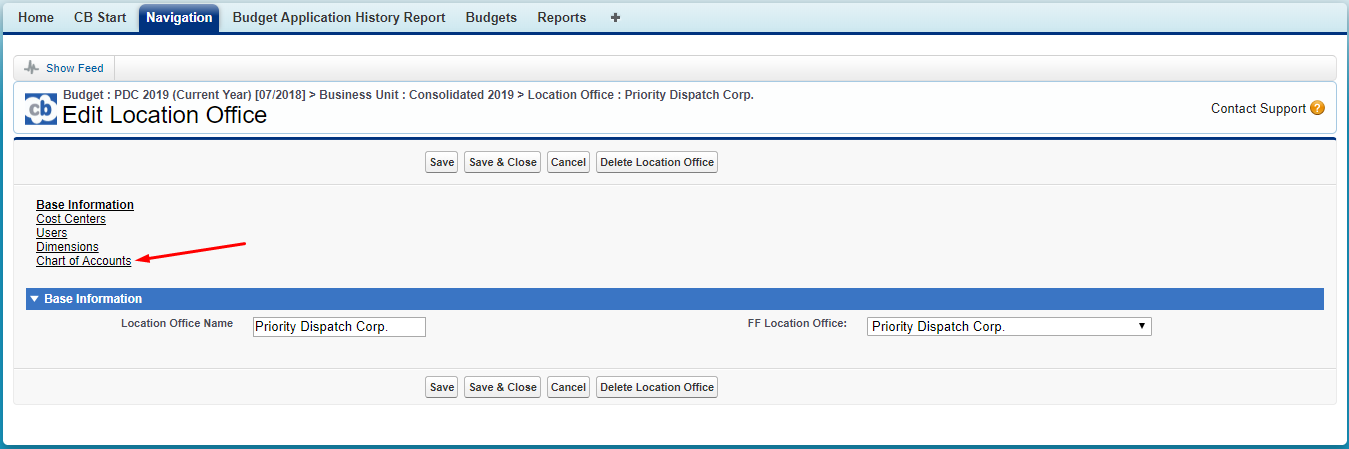 Home CB Start Navigation Budget Application History Report Budgets Reports +
Show Feed
Budget : PDC 2019 (Current Year) [07/2018] > Business Unit : Consolidated 2019 > Location Office : Priority Dispatch Corp.
cb Edit Location Office
Contact Support ?
Save Save & Close Cancel Delete Location Office
Base Information
Cost Centers
Users
Dimensions
Chart of Accounts
Base Information
Location Office Name Priority Dispatch Corp. FF Location Office: Priority Dispatch Corp.
Save Save & Close Cancel Delete Location Office